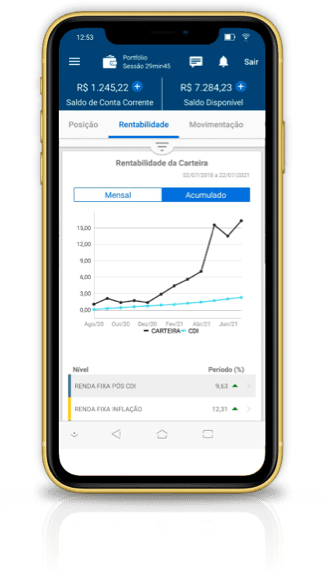 12:53
Portfólio
Sessão 29min45
Sair
R$ 1.245,22
R$ 7.284,23
Saldo de Conta Corrente
Saldo Disponível
Posição
Rentabilidade
Movimentação
Rentabilidade da Carteira
02/07/2018 a 22/07/2021
Mensal
Acumulado
15,00
12,00
9,00
6,00
3,00
0,00
Ago/20 Out/20 Dez/20 Fev/21 Abr/21 Jun/21
CARTEIRA CDI
Nível
Período (%)
RENDA FIXA PÓS CDI
9,63
RENDA FIXA INFLAÇÃO
12,31